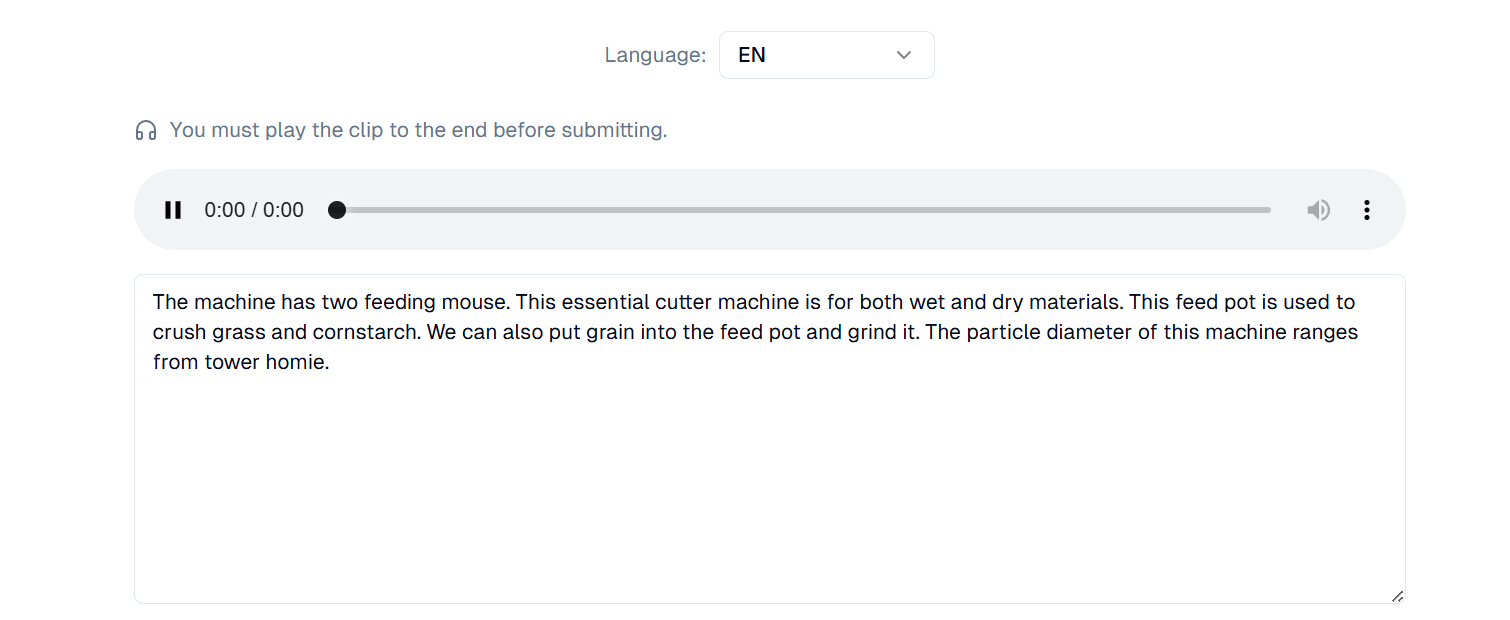 Language: EN
You must play the clip to the end before submitting.
0:00 / 0:00
The machine has two feeding mouse. This essential cutter machine is for both wet and dry materials. This feed pot is used to
crush grass and cornstarch. We can also put grain into the feed pot and grind it. The particle diameter of this machine ranges
from tower homie.